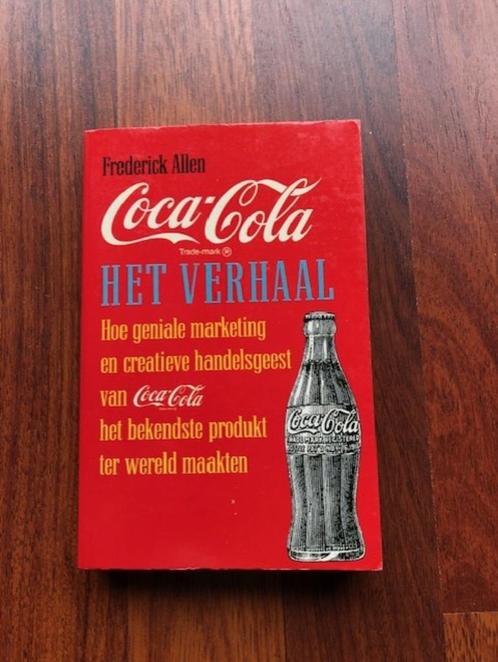 Frederick Allen
Coca-Cola
Trade-mark ®
HET VERHAAL
Hoe geniale marketing
en creatieve handelsgeest
van Coca-Cola
het bekendste produkt
ter wereld maakten
Coca-Cola